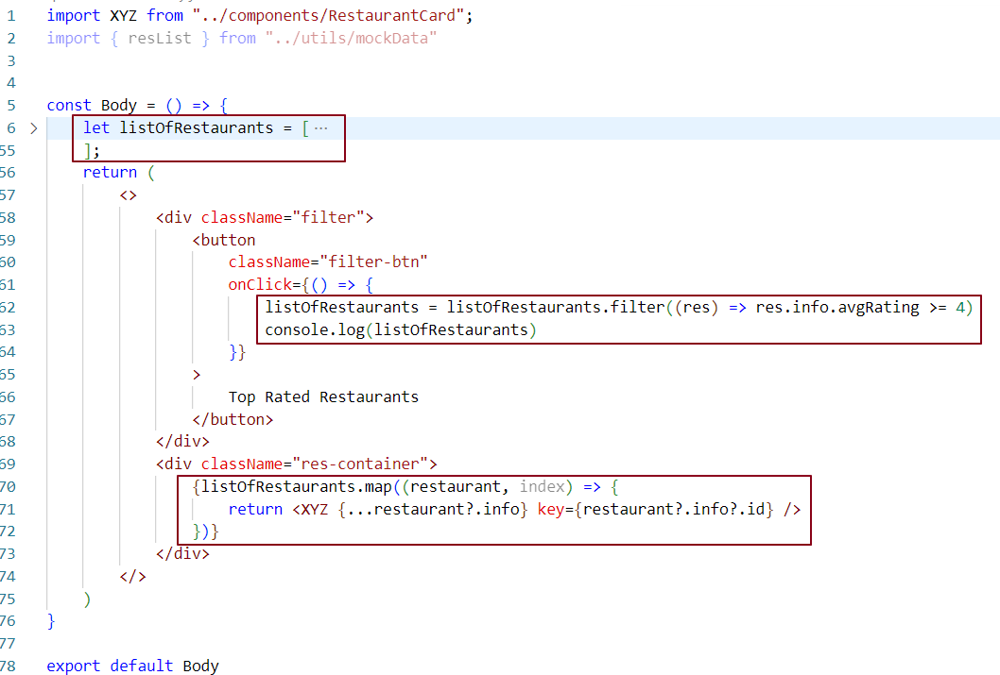 1 import XYZ from "../components/RestaurantCard";
2 import { resList } from "../utils/mockData"
3
4
5 const Body = () => {
6 > let listOfRestaurants = [ ···
55 ];
56 return (
57 <>
58 <div className="filter">
59 <button
60 className="filter-btn"
61 onClick={() => {
62 listOfRestaurants = listOfRestaurants.filter((res) => res.info.avgRating >= 4)
63 console.log(listOfRestaurants)
64 }}
65 >
66 Top Rated Restaurants
67 </button>
68 </div>
69 <div className="res-container">
70 {listOfRestaurants.map((restaurant, index) => {
71 return <XYZ {...restaurant?.info} key={restaurant?.info?.id} />
72 })}
73 </div>
74 </>
75 )
76 }
77
78 export default Body